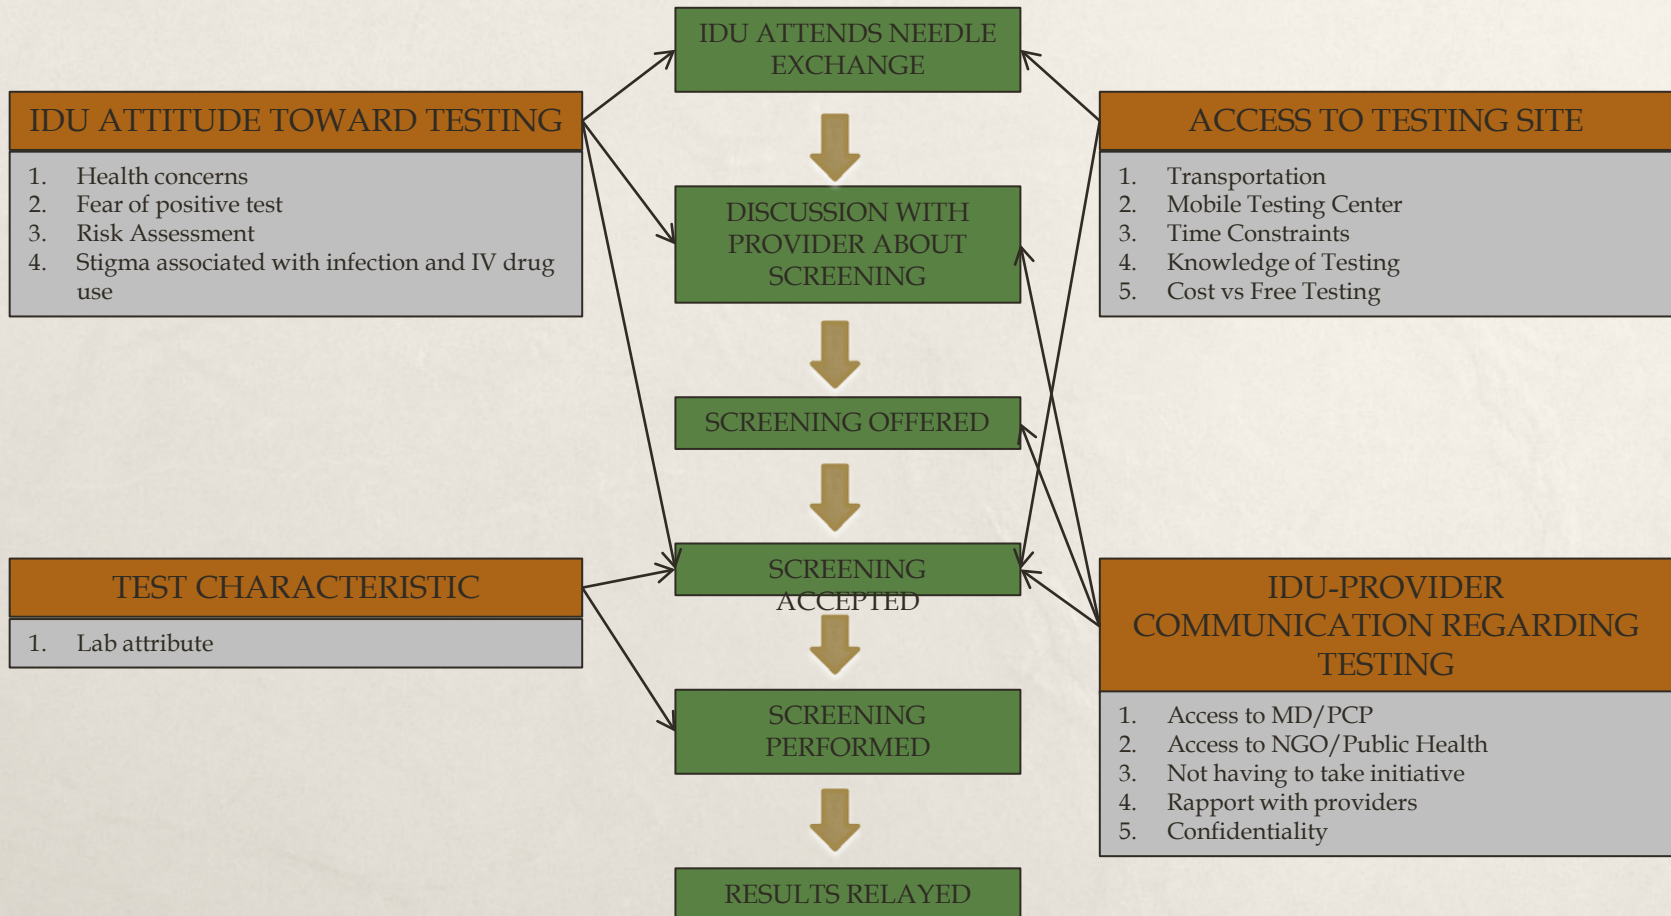 IDU ATTENDS NEEDLE
EXCHANGE
IDU ATTITUDE TOWARD TESTING
1. Health concerns
2. Fear of positive test
3. Risk Assessment
4. Stigma associated with infection and IV drug
use
ACCESS TO TESTING SITE
1. Transportation
2. Mobile Testing Center
3. Time Constraints
4. Knowledge of Testing
5. Cost vs Free Testing
DISCUSSION WITH
PROVIDER ABOUT
SCREENING
SCREENING OFFERED
SCREENING
ACCEPTED
TEST CHARACTERISTIC
1. Lab attribute
IDU-PROVIDER
COMMUNICATION REGARDING
TESTING
1. Access to MD/PCP
2. Access to NGO/Public Health
3. Not having to take initiative
4. Rapport with providers
5. Confidentiality
SCREENING
PERFORMED
RESULTS RELAYED